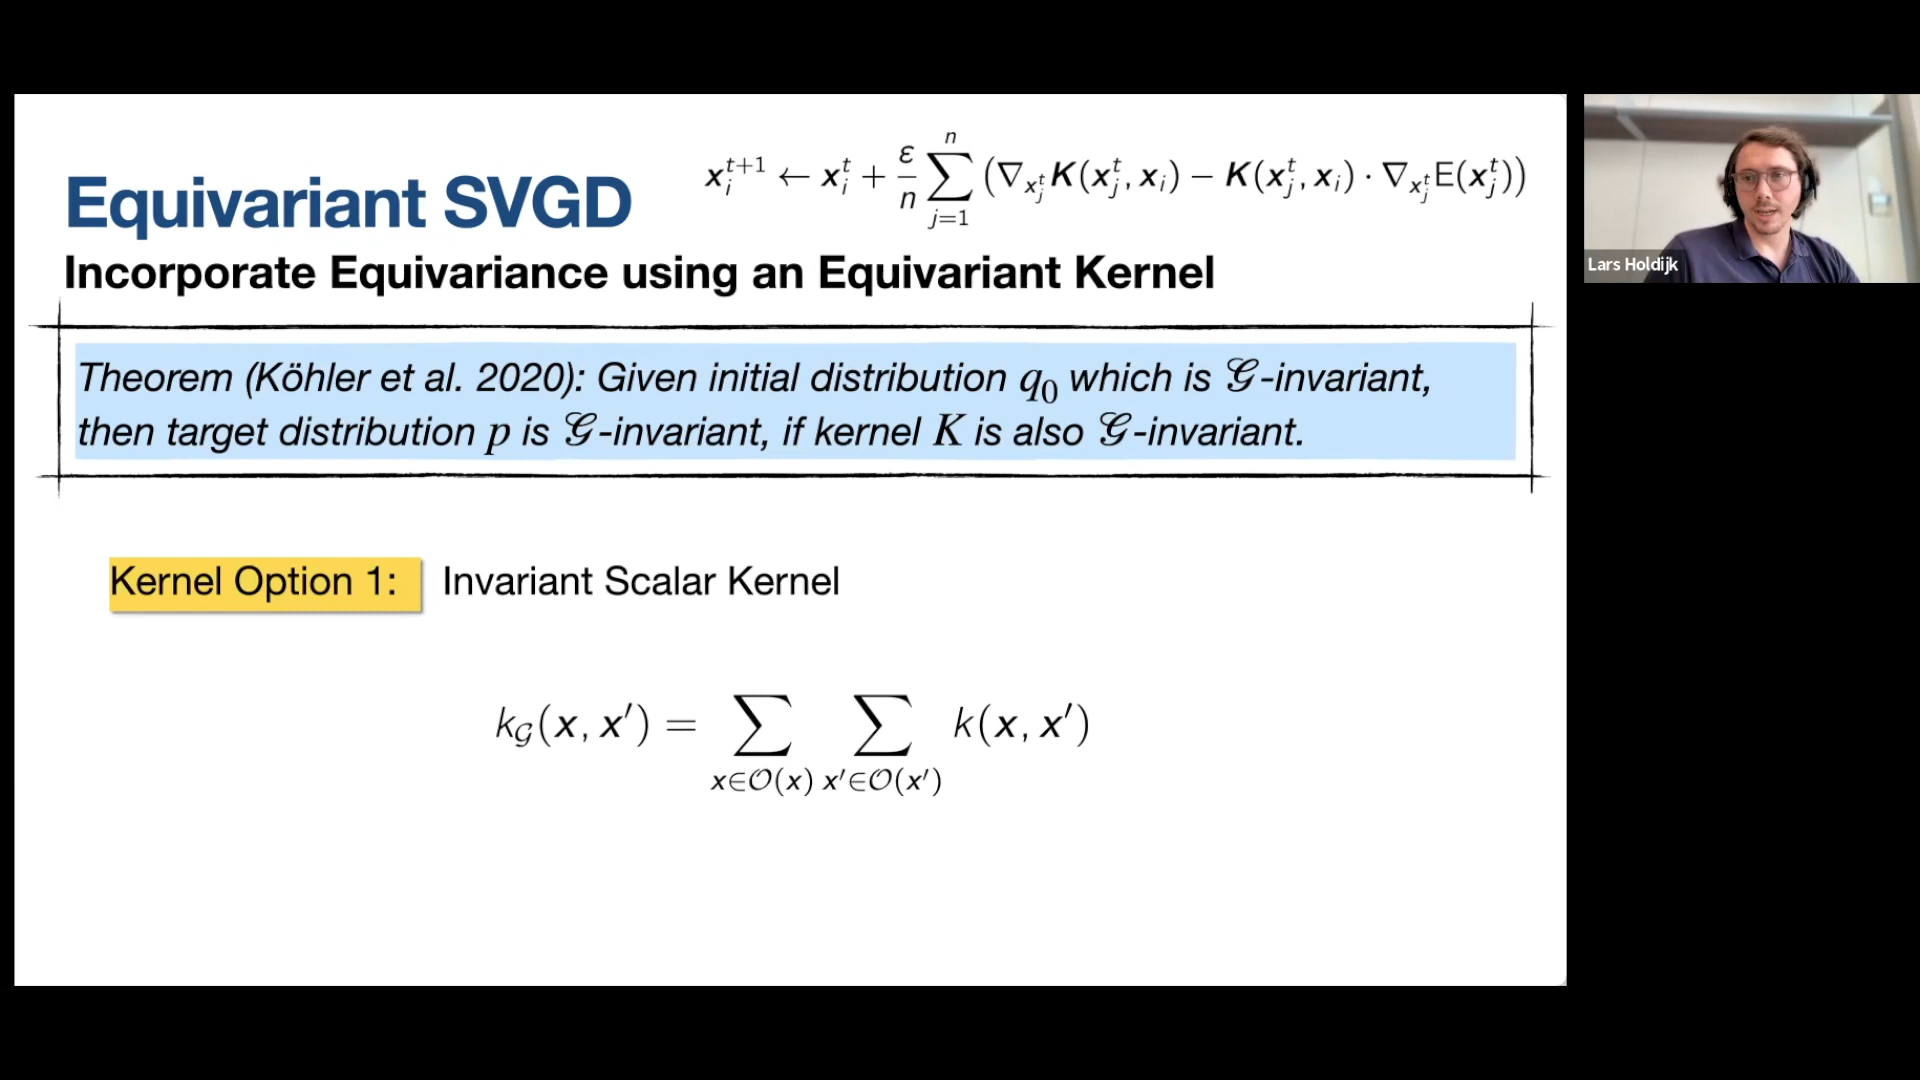 Equivariant SVGD
x_i^{t+1} ← x_i^t + ε/n ∑_{j=1}^{n} (∇_{x_j^t} K(x_j^t, x_i) − K(x_j^t, x_i) · ∇_{x_j^t} E(x_j^t))
Incorporate Equivariance using an Equivariant Kernel
Theorem (Köhler et al. 2020): Given initial distribution q₀ which is 𝒢-invariant,
then target distribution p is 𝒢-invariant, if kernel K is also 𝒢-invariant.
Kernel Option 1: Invariant Scalar Kernel
k_𝒢(x, x′) = ∑_{x∈𝒪(x)} ∑_{x′∈𝒪(x′)} k(x, x′)
Lars Holdijk